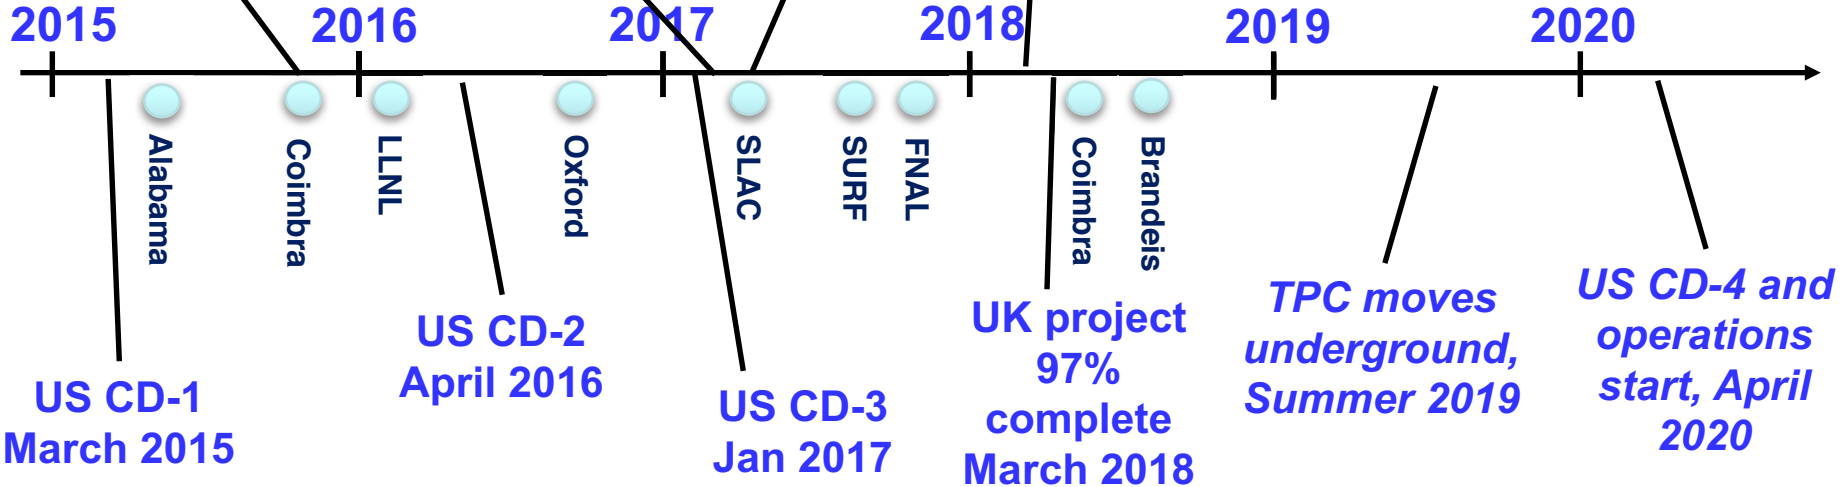 2015
2016
2017
2018
2019
2020
Alabama
Coimbra
LLNL
Oxford
SLAC
SURF
FNAL
Coimbra
Brandeis
US CD-1
March 2015
US CD-2
April 2016
US CD-3
Jan 2017
UK project
97%
complete
March 2018
TPC moves
underground,
Summer 2019
US CD-4 and
operations
start, April
2020